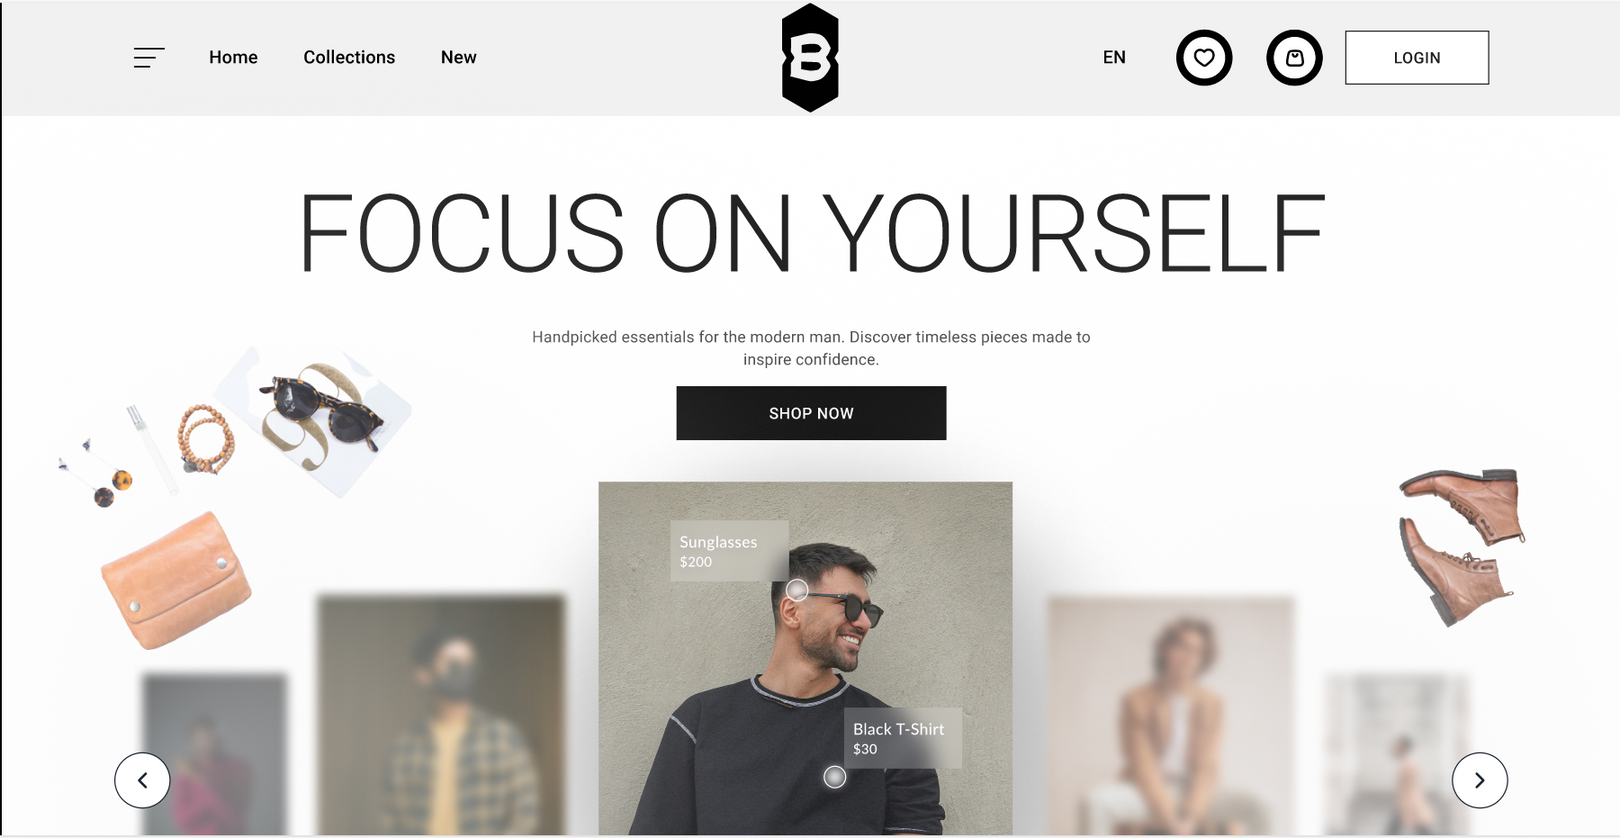 Home
Collections
New
B
EN
LOGIN
FOCUS ON YOURSELF
Handpicked essentials for the modern man. Discover timeless pieces made to
inspire confidence.
SHOP NOW
Sunglasses
$200
Black T-Shirt
$30